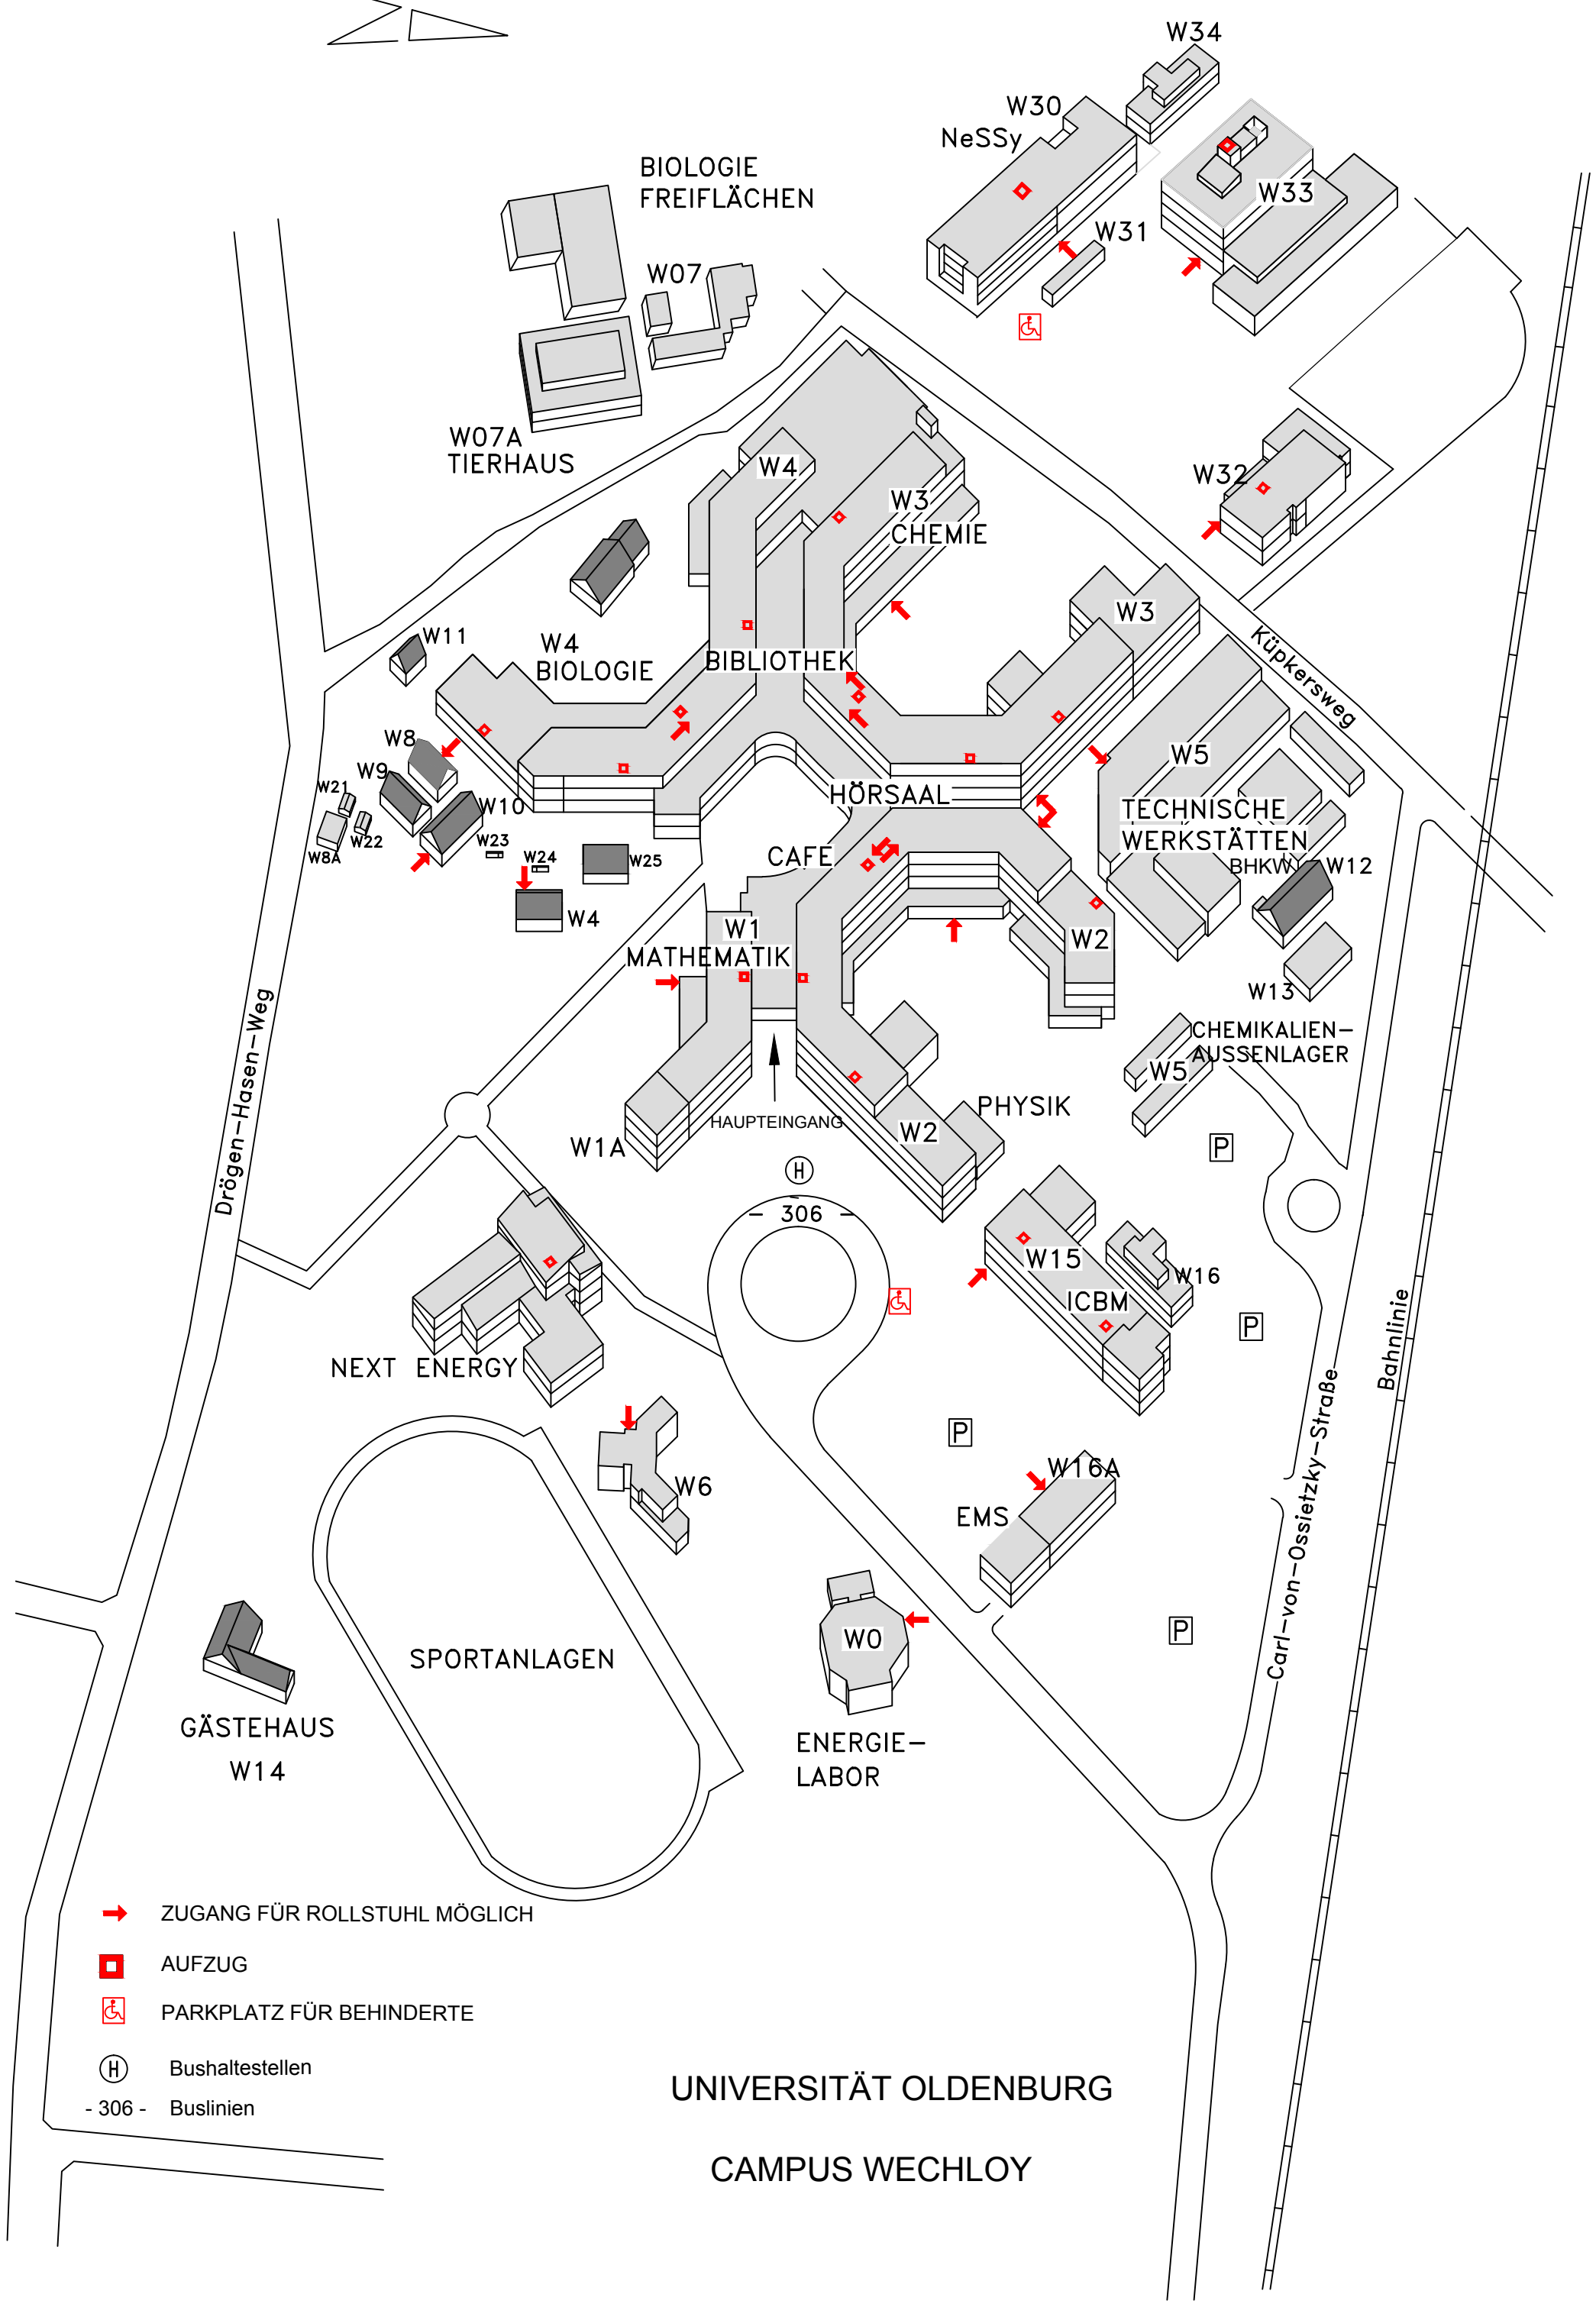 W34
W30
NeSSy
BIOLOGIE
FREIFLÄCHEN
W33
W31
W07
W07A
TIERHAUS
W4
W3
CHEMIE
W32
W3
W11
W4
BIOLOGIE
BIBLIOTHEK
Küpkersweg
W8
W9
W21
W10
W22
W8A
W23
W24
W25
W4
W5
HÖRSAAL
TECHNISCHE
WERKSTÄTTEN
BHKW
W12
CAFE
W1
MATHEMATIK
W2
W13
Drögen-Hasen-Weg
CHEMIKALIEN-
AUSSENLAGER
W5
HAUPTEINGANG
PHYSIK
W2
W1A
P
H
- 306 -
W15
W16
ICBM
P
Bahnlinie
NEXT ENERGY
P
W6
W16A
EMS
Carl-von-Ossietzky-Straße
W0
P
SPORTANLAGEN
GÄSTEHAUS
W14
ENERGIE-
LABOR
ZUGANG FÜR ROLLSTUHL MÖGLICH
AUFZUG
PARKPLATZ FÜR BEHINDERTE
H Bushaltestellen
- 306 - Buslinien
UNIVERSITÄT OLDENBURG
CAMPUS WECHLOY